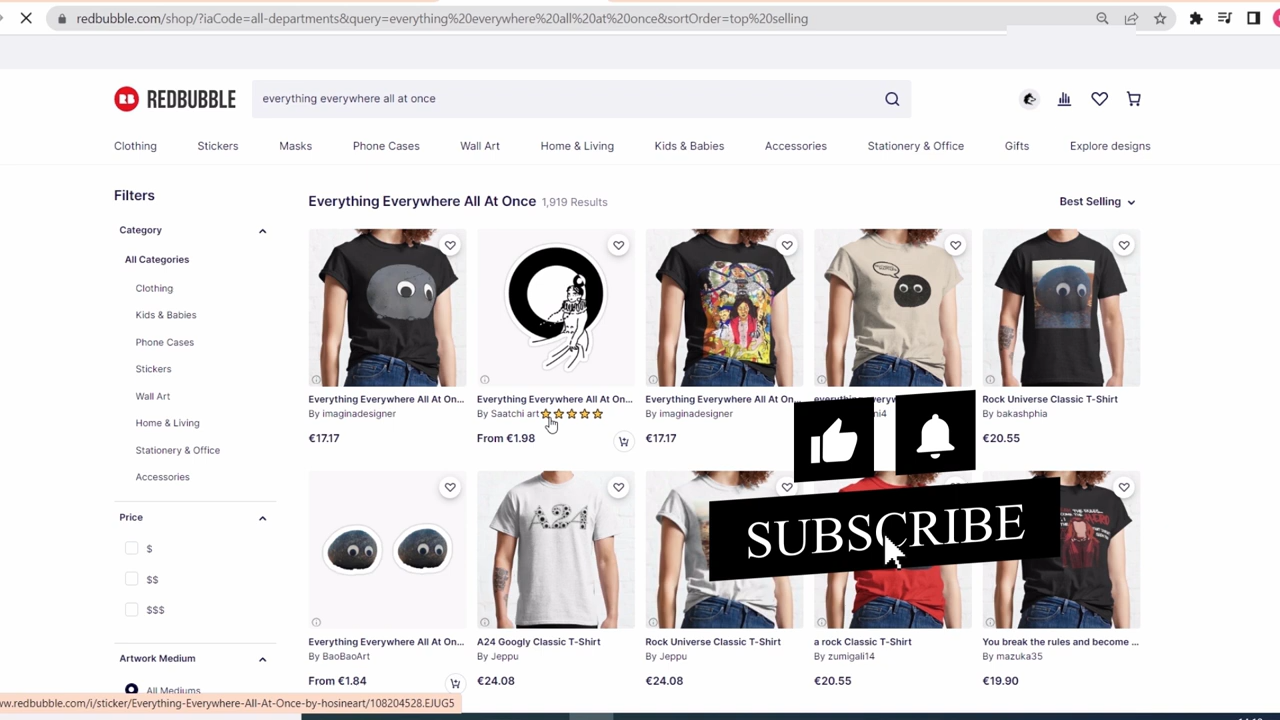 redbubble.com/shop/?iaCode=all-departments&query=everything%20everywhere%20all%20at%20once&sortOrder=top%20selling
RB REDBUBBLE
everything everywhere all at once
Clothing Stickers Masks Phone Cases Wall Art Home & Living Kids & Babies Accessories Stationery & Office Gifts Explore designs
Filters
Everything Everywhere All At Once 1,919 Results
Best Selling
Category
All Categories
Clothing
Kids & Babies
Phone Cases
Stickers
Wall Art
Home & Living
Stationery & Office
Accessories
Price
$
$$
$$$
Artwork Medium
All Mediums
Everything Everywhere All At On...
By imaginadesigner
€17.17
Everything Everywhere All At On...
By Saatchi art⭐⭐⭐⭐⭐
From €1.98
Everything Everywhere All At On...
By imaginadesigner
€17.17
Rock Universe Classic T-Shirt
By bakashphia
€20.55
SUBSCRIBE
A24
Everything Everywhere All At On...
By BaoBaoArt
From €1.84
A24 Googly Classic T-Shirt
By Jeppu
€24.08
Rock Universe Classic T-Shirt
By Jeppu
€24.08
a rock Classic T-Shirt
By zumigali14
€20.55
You break the rules and become ...
By mazuka35
€19.90
ww.redbubble.com/i/sticker/Everything-Everywhere-All-At-Once-by-hosineart/108204528.EJUG5